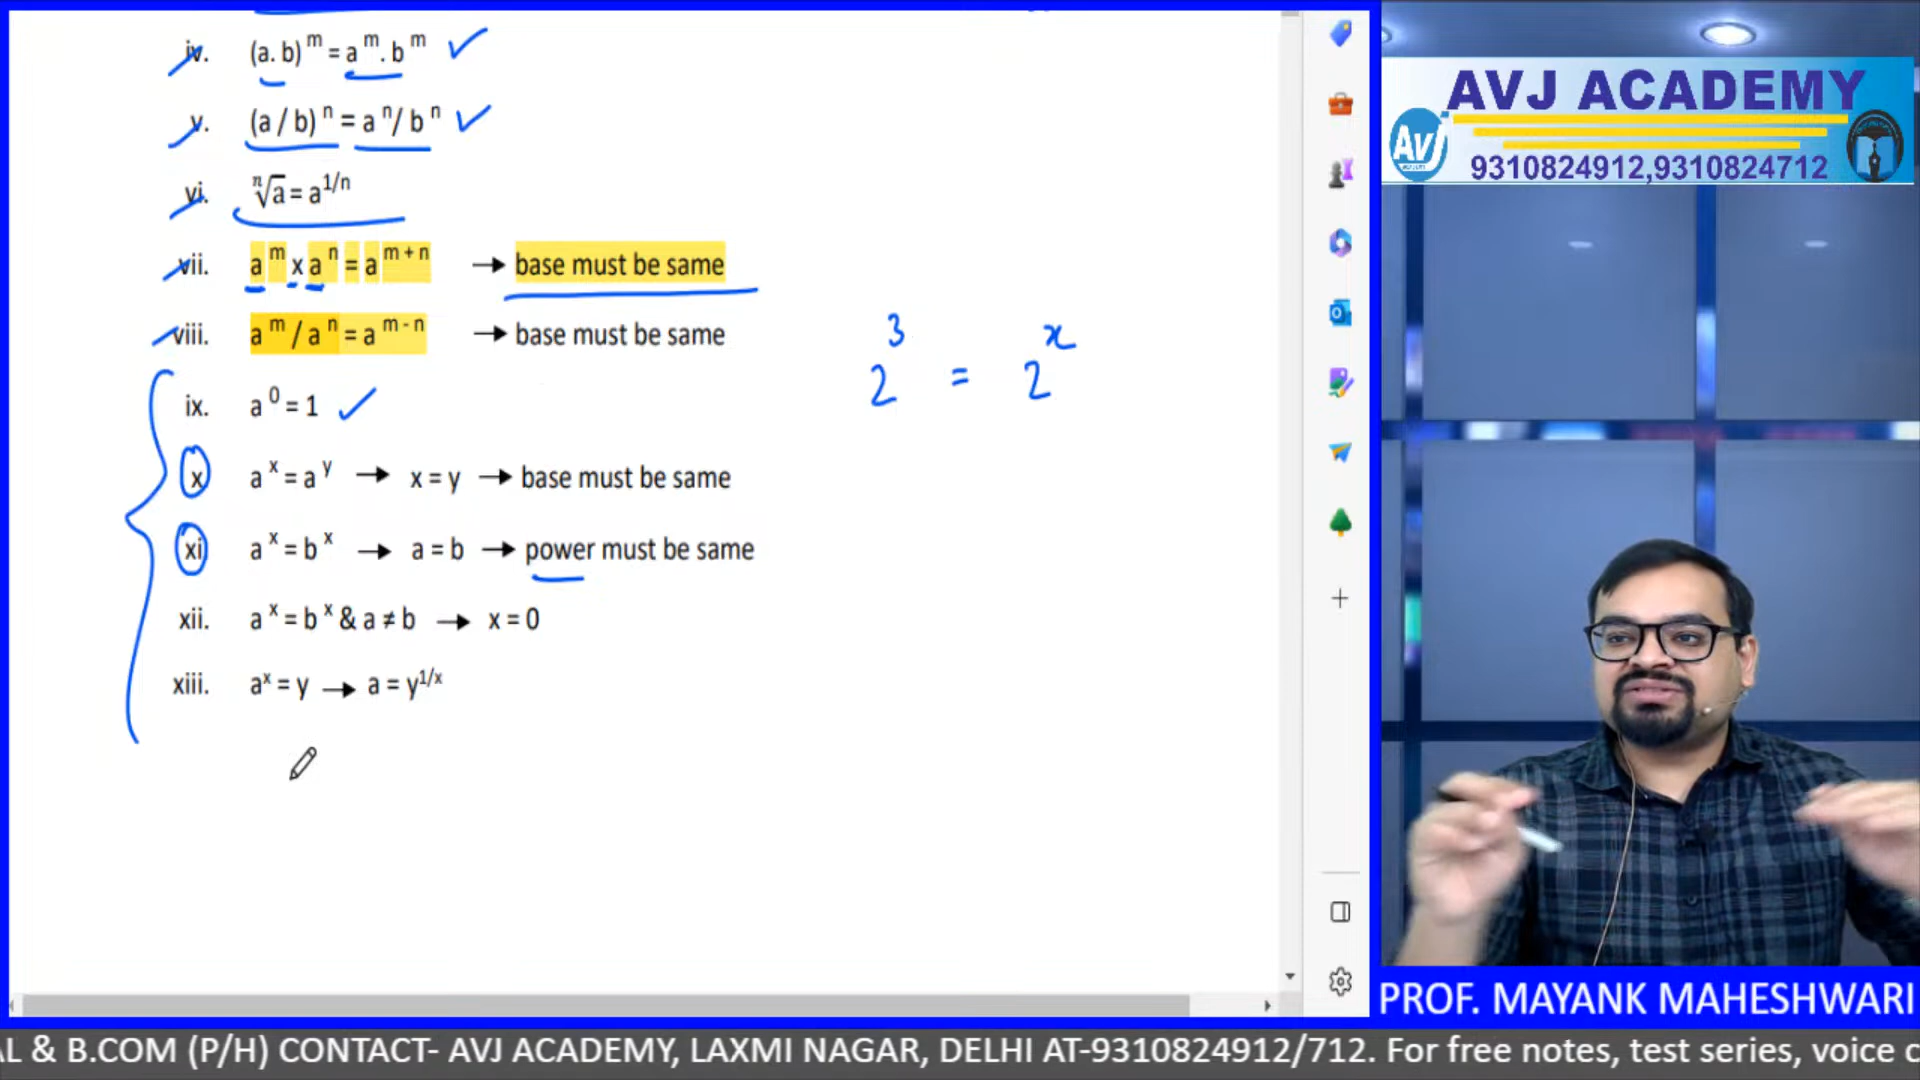 iv. (a. b)^m = a^m . b^m
v. (a / b)^n = a^n / b^n
vi. ⁿ√a = a^1/n
vii. a^m x a^n = a^m + n → base must be same
viii. a^m / a^n = a^m - n → base must be same
2^3 = 2^x
ix. a^0 = 1
x a^x = a^y → x = y → base must be same
xi a^x = b^x → a = b → power must be same
xii. a^x = b^x & a ≠ b → x = 0
xiii. a^x = y → a = y^1/x
AVJ ACADEMY
AVJ
9310824912,9310824712
PROF. MAYANK MAHESHWARI
AL & B.COM (P/H) CONTACT- AVJ ACADEMY, LAXMI NAGAR, DELHI AT-9310824912/712. For free notes, test series, voice c